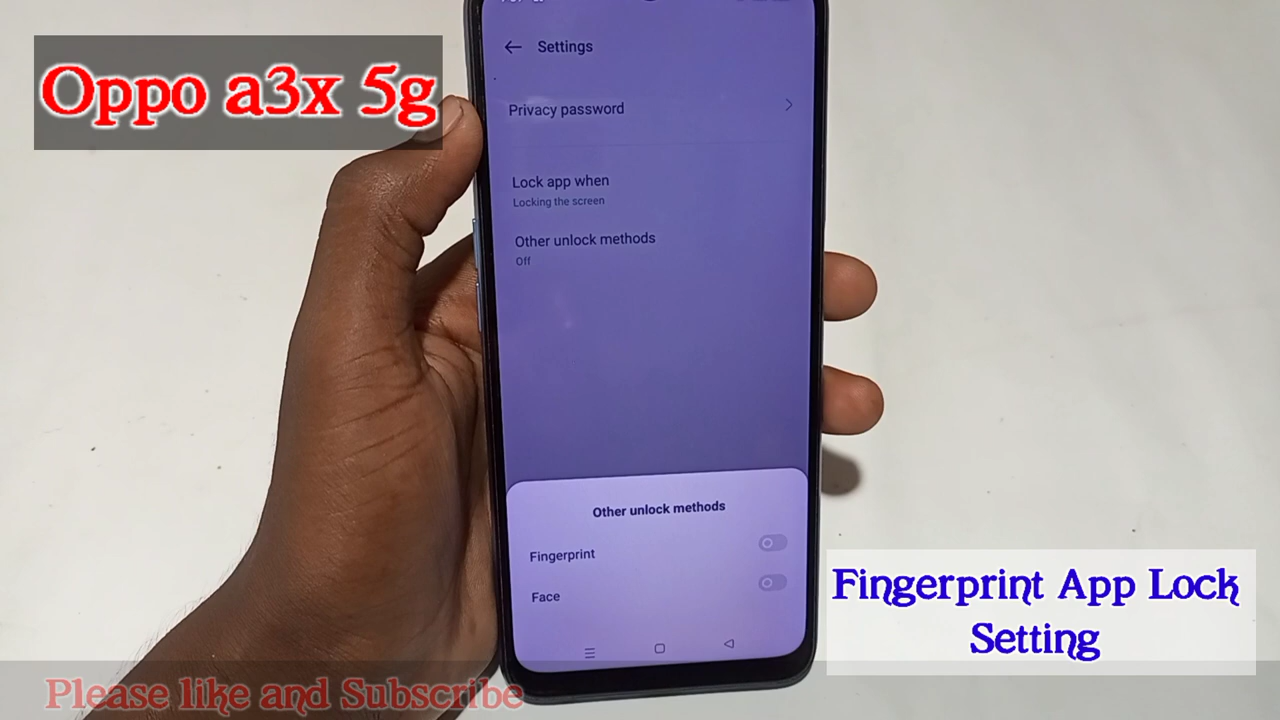 Oppo a3x 5g
Settings
Privacy password
Lock app when
Locking the screen
Other unlock methods
Off
Other unlock methods
Fingerprint
Face
Fingerprint App Lock
Setting
Please like and Subscribe